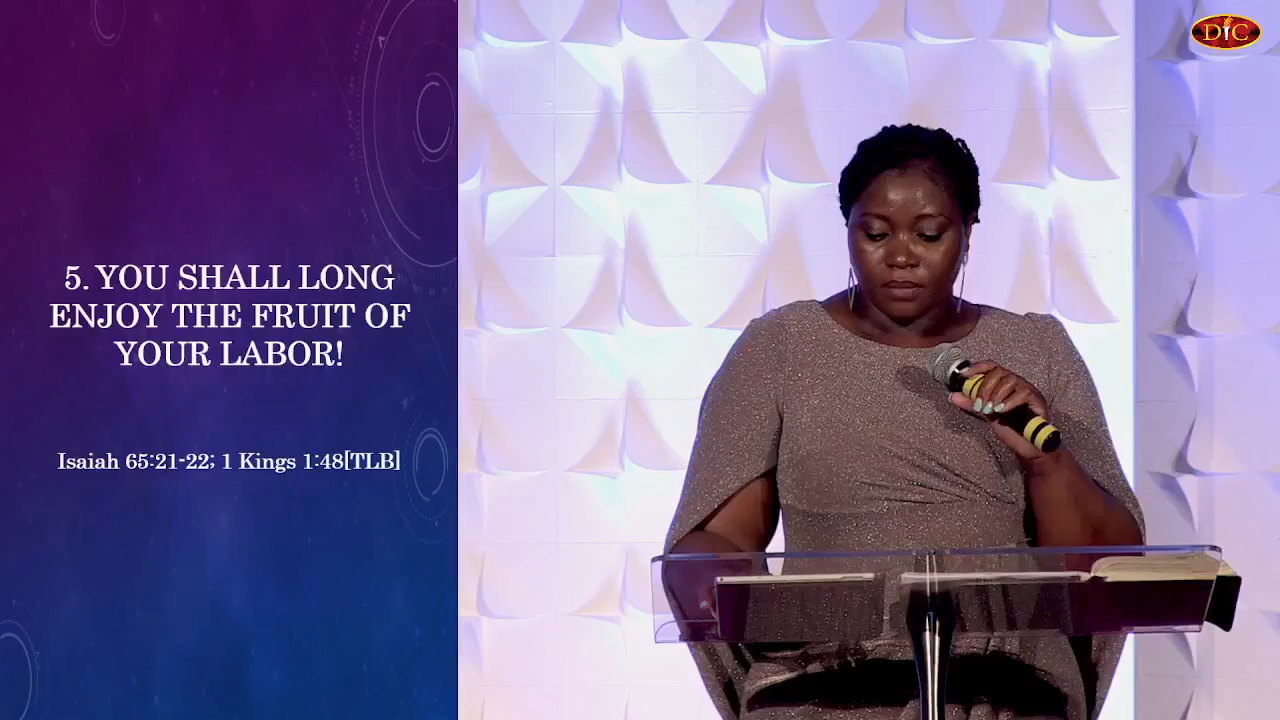 5. YOU SHALL LONG
ENJOY THE FRUIT OF
YOUR LABOR!
Isaiah 65:21-22; 1 Kings 1:48[TLB]
DIC